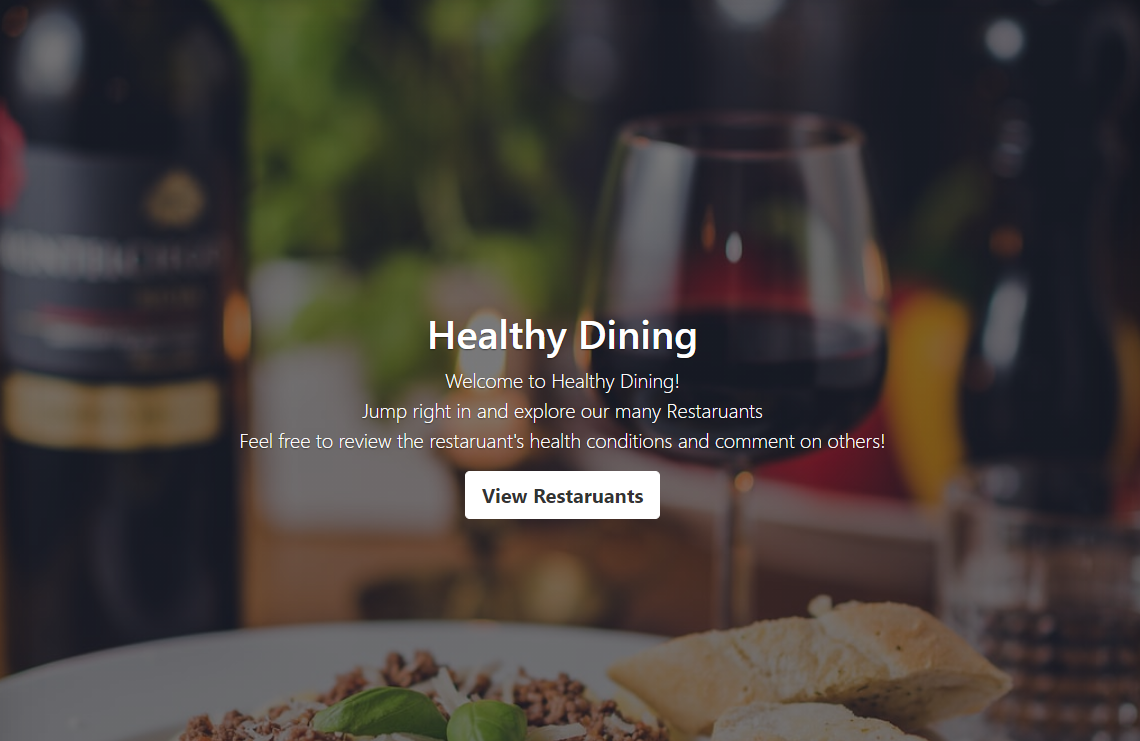 Healthy Dining
Welcome to Healthy Dining!
Jump right in and explore our many Restaruants
Feel free to review the restaruant's health conditions and comment on others!
View Restaruants